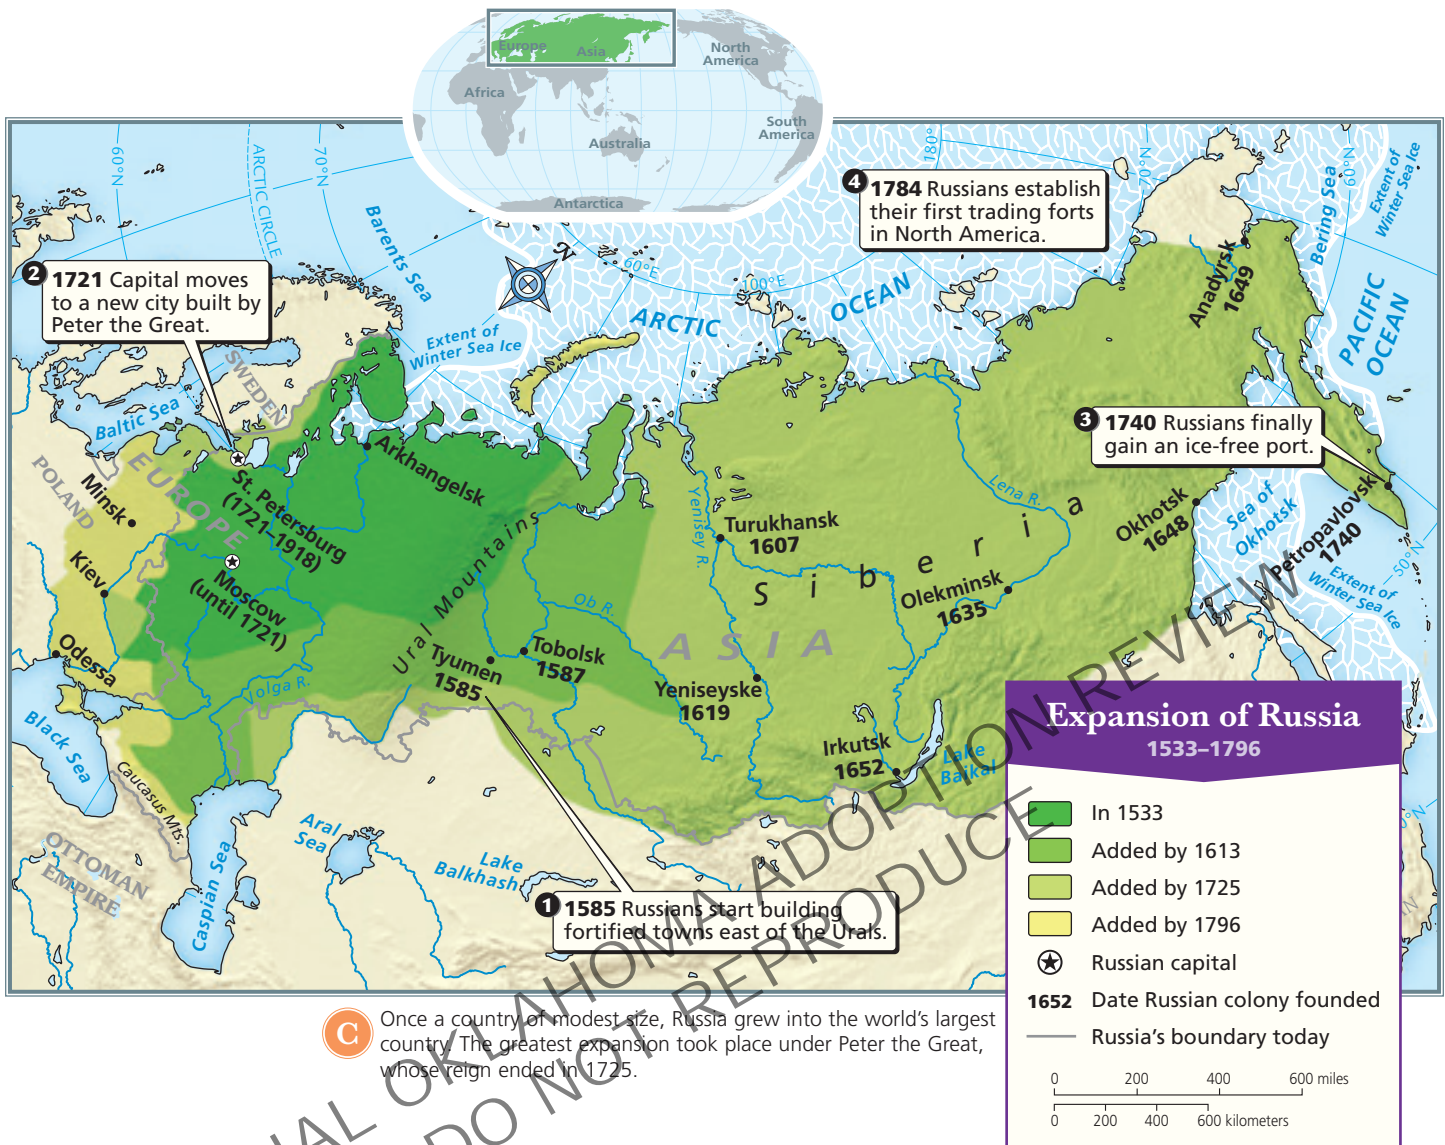 Europe
Asia
North
America
Africa
South
America
Australia
Antarctica
60°N
ARCTIC CIRCLE
70°N
180°
70°N
60°N
Barents Sea
Bering Sea
Extent of
Winter Sea Ice
4 1784 Russians establish
their first trading forts
in North America.
2 1721 Capital moves
to a new city built by
Peter the Great.
N
60°E
100°E
ARCTIC
OCEAN
Extent of
Winter Sea Ice
Anadyrsk
1649
PACIFIC
OCEAN
SWEDEN
Baltic Sea
3 1740 Russians finally
gain an ice-free port.
Arkhangelsk
EUROPE
POLAND
Minsk
St. Petersburg
(1721–1918)
Moscow
(until 1721)
Kiev
Odessa
Ural Mountains
Yenisey R.
Turukhansk
1607
Siberia
Lena R.
Olekminsk
1635
Okhotsk
1648
Sea of
Okhotsk
Petropavlovsk
1740
50°N
Extent of
Winter Sea Ice
Ob R.
ASIA
Tobolsk
1587
Tyumen
1585
Yeniseyske
1619
Volga R.
Irkutsk
1652
Lake
Baikal
Black Sea
Caucasus Mts.
OTTOMAN
EMPIRE
Caspian Sea
Aral
Sea
Lake
Balkhash
1 1585 Russians start building
fortified towns east of the Urals.
Expansion of Russia
1533–1796
In 1533
Added by 1613
Added by 1725
Added by 1796
Russian capital
1652 Date Russian colony founded
Russia's boundary today
0 200 400 600 miles
0 200 400 600 kilometers
C Once a country of modest size, Russia grew into the world's largest
country. The greatest expansion took place under Peter the Great,
whose reign ended in 1725.
OKLAHOMA ADOPTION REVIEW
DO NOT REPRODUCE